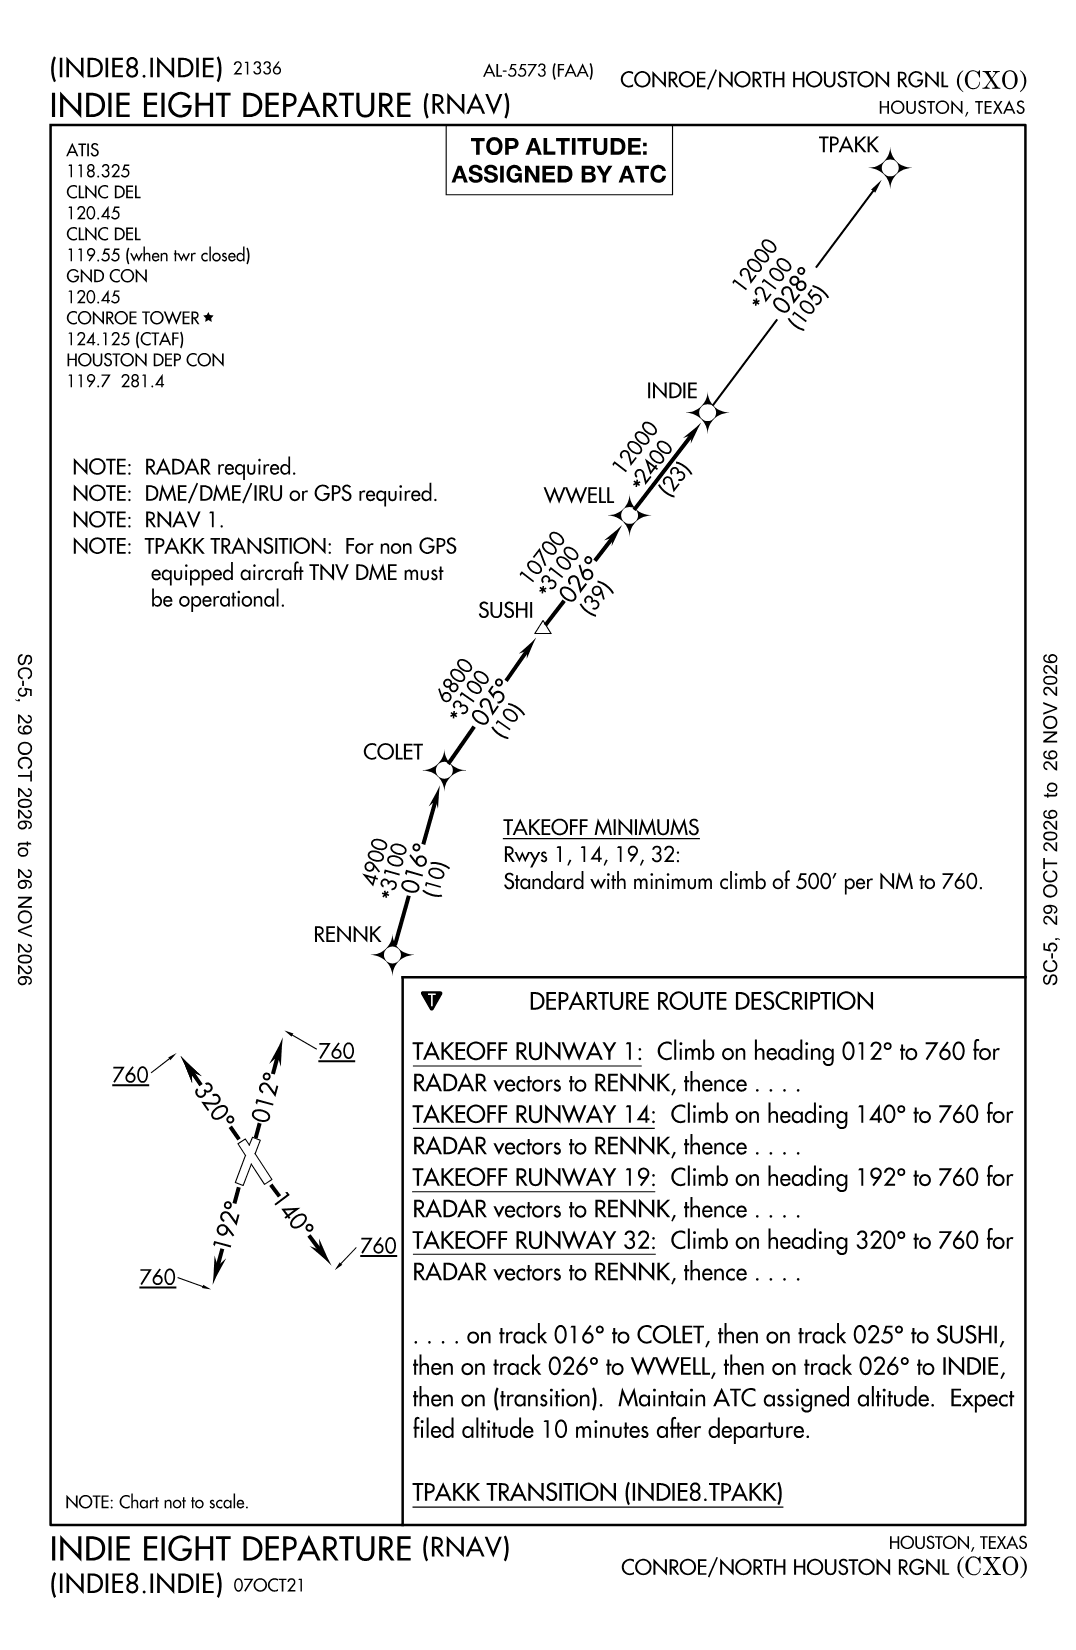 (INDIE8.INDIE) 21336
AL-5573 (FAA)
CONROE/NORTH HOUSTON RGNL (CXO)
INDIE EIGHT DEPARTURE (RNAV)
HOUSTON, TEXAS
ATIS
118.325
CLNC DEL
120.45
CLNC DEL
119.55 (when twr closed)
GND CON
120.45
CONROE TOWER ★
124.125 (CTAF)
HOUSTON DEP CON
119.7 281.4
TOP ALTITUDE:
ASSIGNED BY ATC
TPAKK
12000
*2100
028°
(105)
INDIE
12000
*2400
(23)
WWELL
10700
*3100
026°
(39)
SUSHI
6800
*3100
025°
(10)
COLET
4900
*3100
016°
(10)
RENNK
NOTE: RADAR required.
NOTE: DME/DME/IRU or GPS required.
NOTE: RNAV 1.
NOTE: TPAKK TRANSITION: For non GPS
equipped aircraft TNV DME must
be operational.
SC-5, 29 OCT 2026 to 26 NOV 2026
SC-5, 29 OCT 2026 to 26 NOV 2026
TAKEOFF MINIMUMS
Rwys 1, 14, 19, 32:
Standard with minimum climb of 500’ per NM to 760.
760
760
320°
012°
192°
140°
760
760
NOTE: Chart not to scale.
T
DEPARTURE ROUTE DESCRIPTION
TAKEOFF RUNWAY 1: Climb on heading 012° to 760 for
RADAR vectors to RENNK, thence . . . .
TAKEOFF RUNWAY 14: Climb on heading 140° to 760 for
RADAR vectors to RENNK, thence . . . .
TAKEOFF RUNWAY 19: Climb on heading 192° to 760 for
RADAR vectors to RENNK, thence . . . .
TAKEOFF RUNWAY 32: Climb on heading 320° to 760 for
RADAR vectors to RENNK, thence . . . .
. . . . on track 016° to COLET, then on track 025° to SUSHI,
then on track 026° to WWELL, then on track 026° to INDIE,
then on (transition). Maintain ATC assigned altitude. Expect
filed altitude 10 minutes after departure.
TPAKK TRANSITION (INDIE8.TPAKK)
INDIE EIGHT DEPARTURE (RNAV)
HOUSTON, TEXAS
(INDIE8.INDIE) 07OCT21
CONROE/NORTH HOUSTON RGNL (CXO)